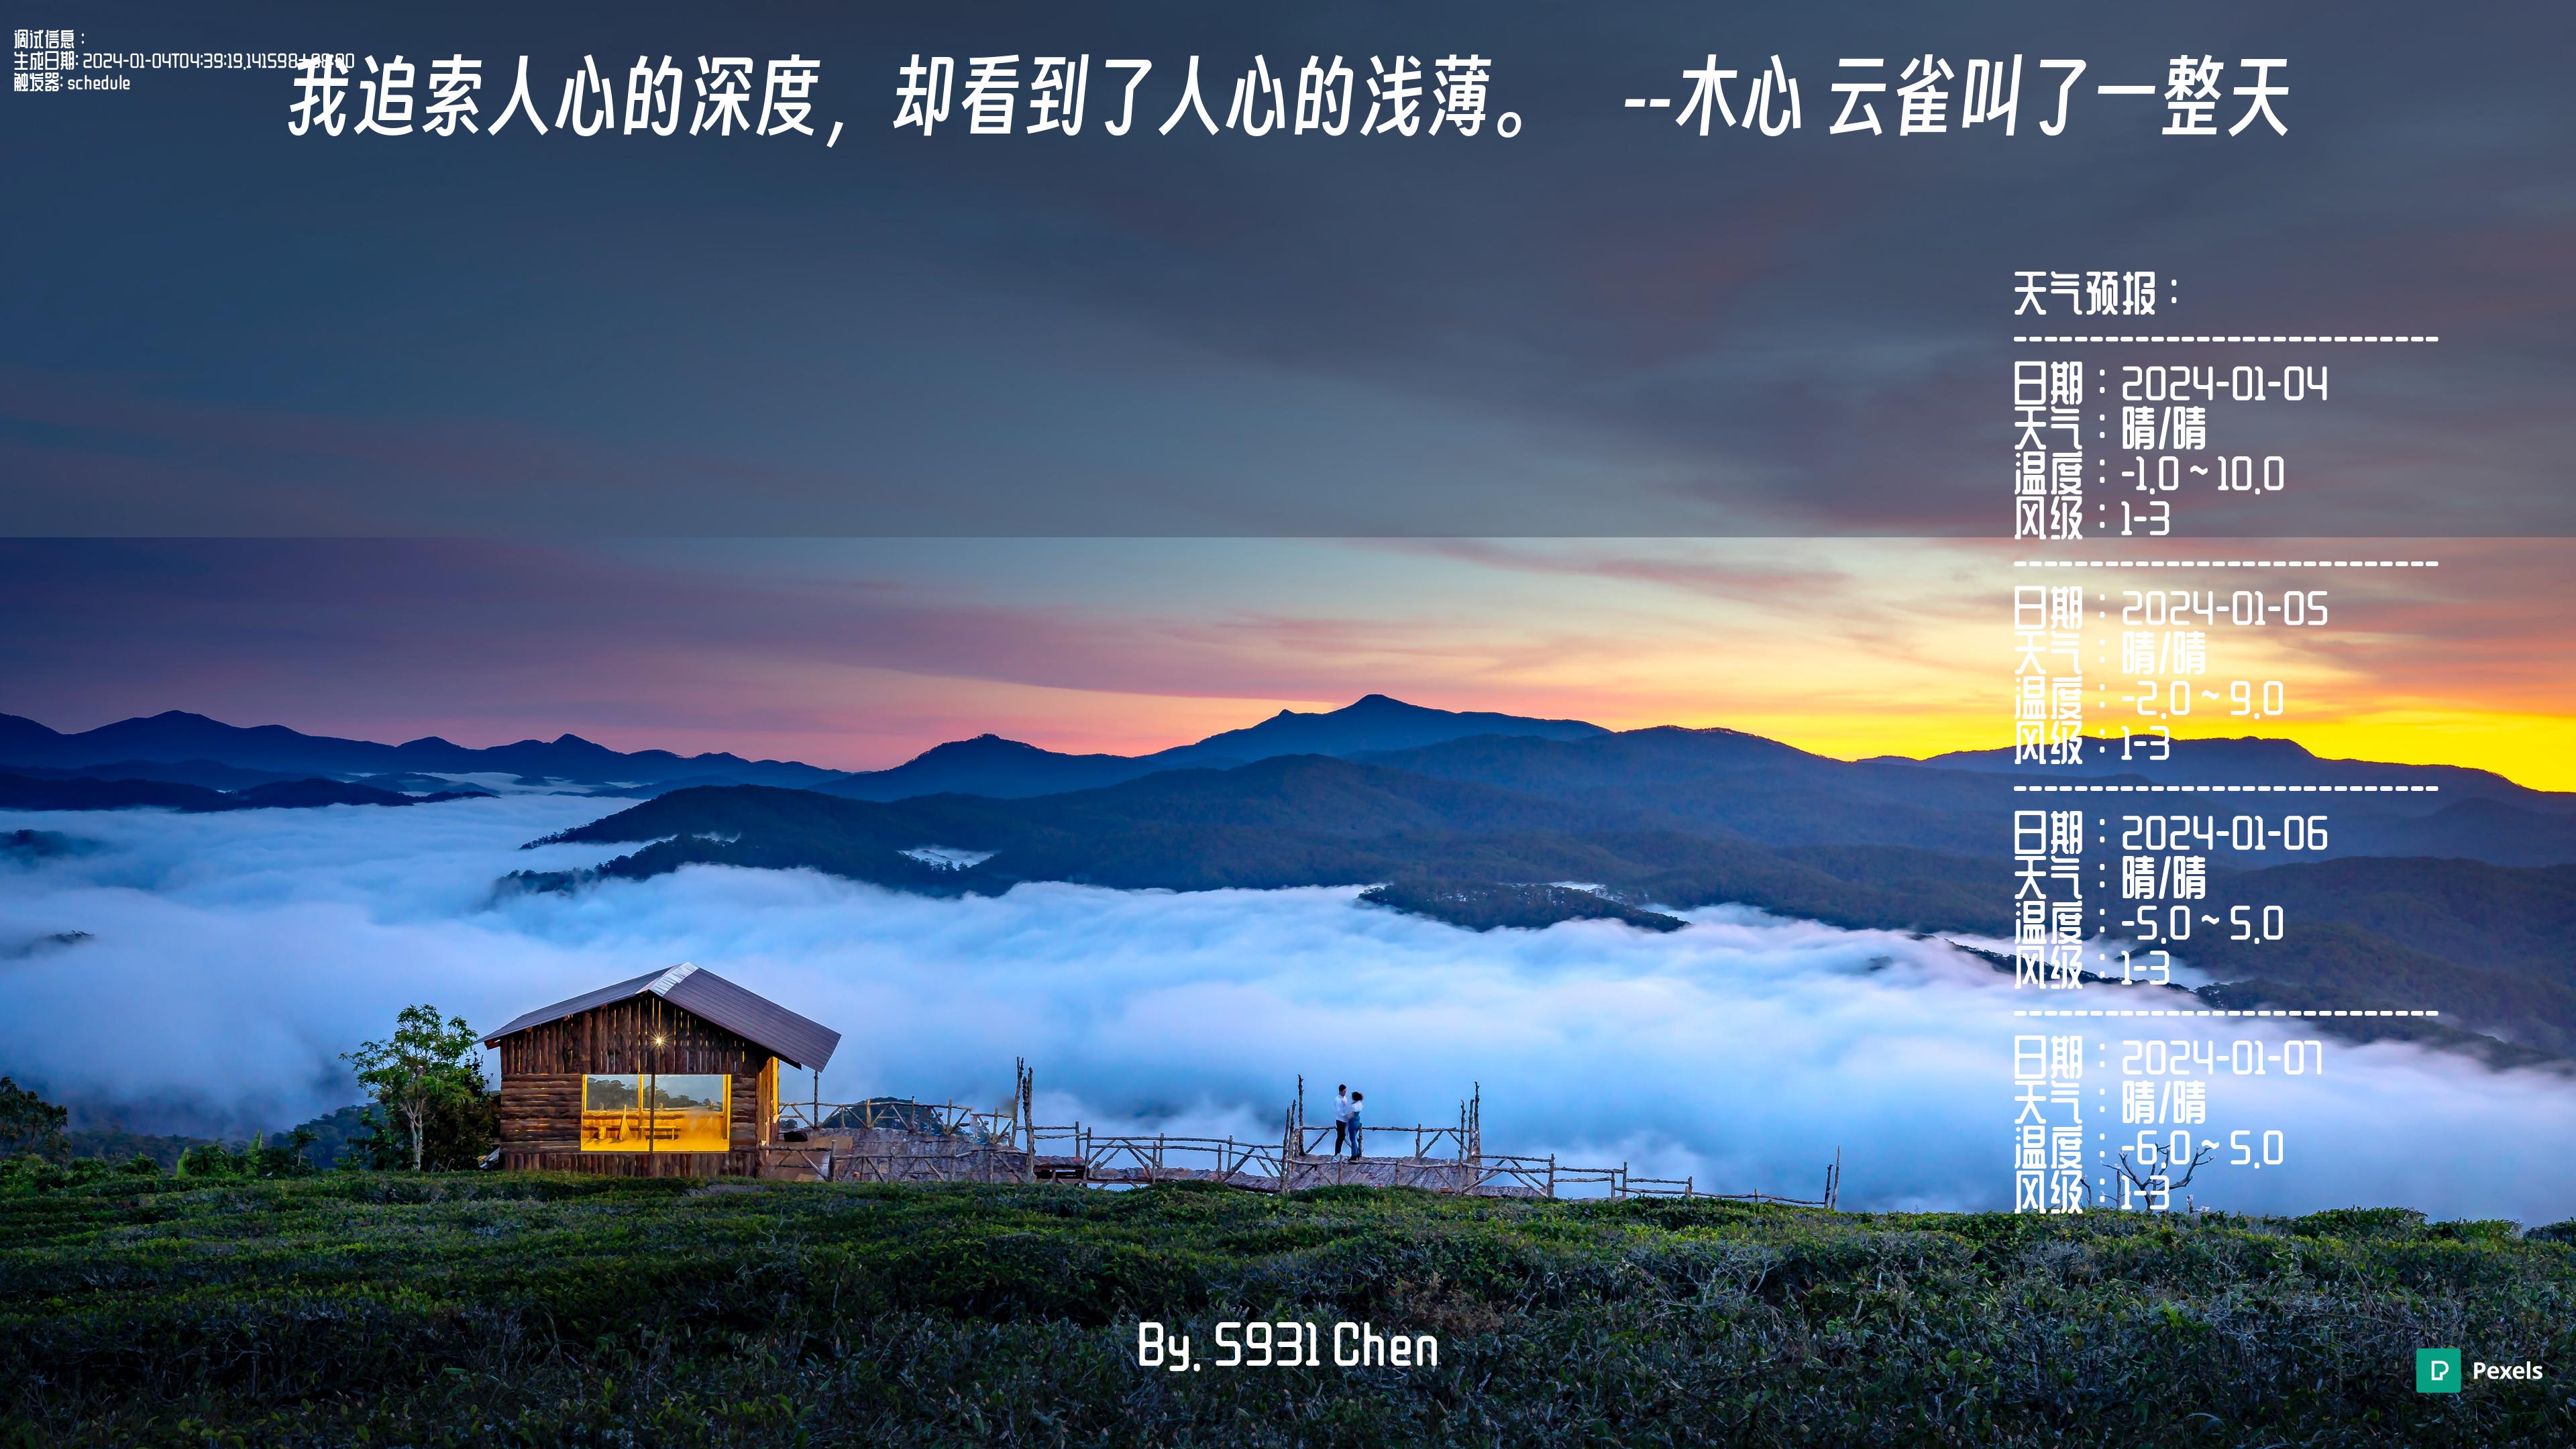 调试信息：
生成日期: 2024-01-04T04:39:19.141598+08:00
触发器: schedule
我追索人心的深度，却看到了人心的浅薄。 --木心 云雀叫了一整天
天气预报：
----------------------------
日期：2024-01-04
天气：晴/晴
温度：-1.0 ~ 10.0
风级：1-3
----------------------------
日期：2024-01-05
天气：晴/晴
温度：-2.0 ~ 9.0
风级：1-3
----------------------------
日期：2024-01-06
天气：晴/晴
温度：-5.0 ~ 5.0
风级：1-3
----------------------------
日期：2024-01-07
天气：晴/晴
温度：-6.0 ~ 5.0
风级：1-3
By. S931 Chen
Pexels